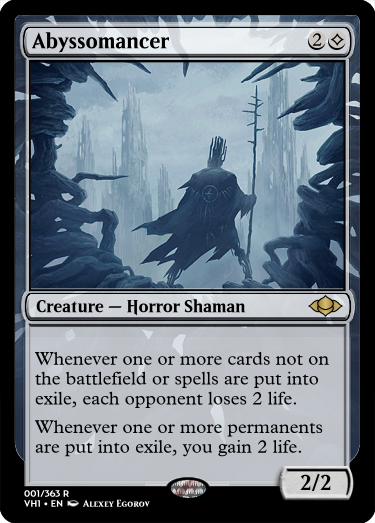 Abyssomancer 2
Creature — Horror Shaman
Whenever one or more cards not on
the battlefield or spells are put into
exile, each opponent loses 2 life.
Whenever one or more permanents
are put into exile, you gain 2 life.
2/2
001/363 R
VHI • EN Alexey Egorov